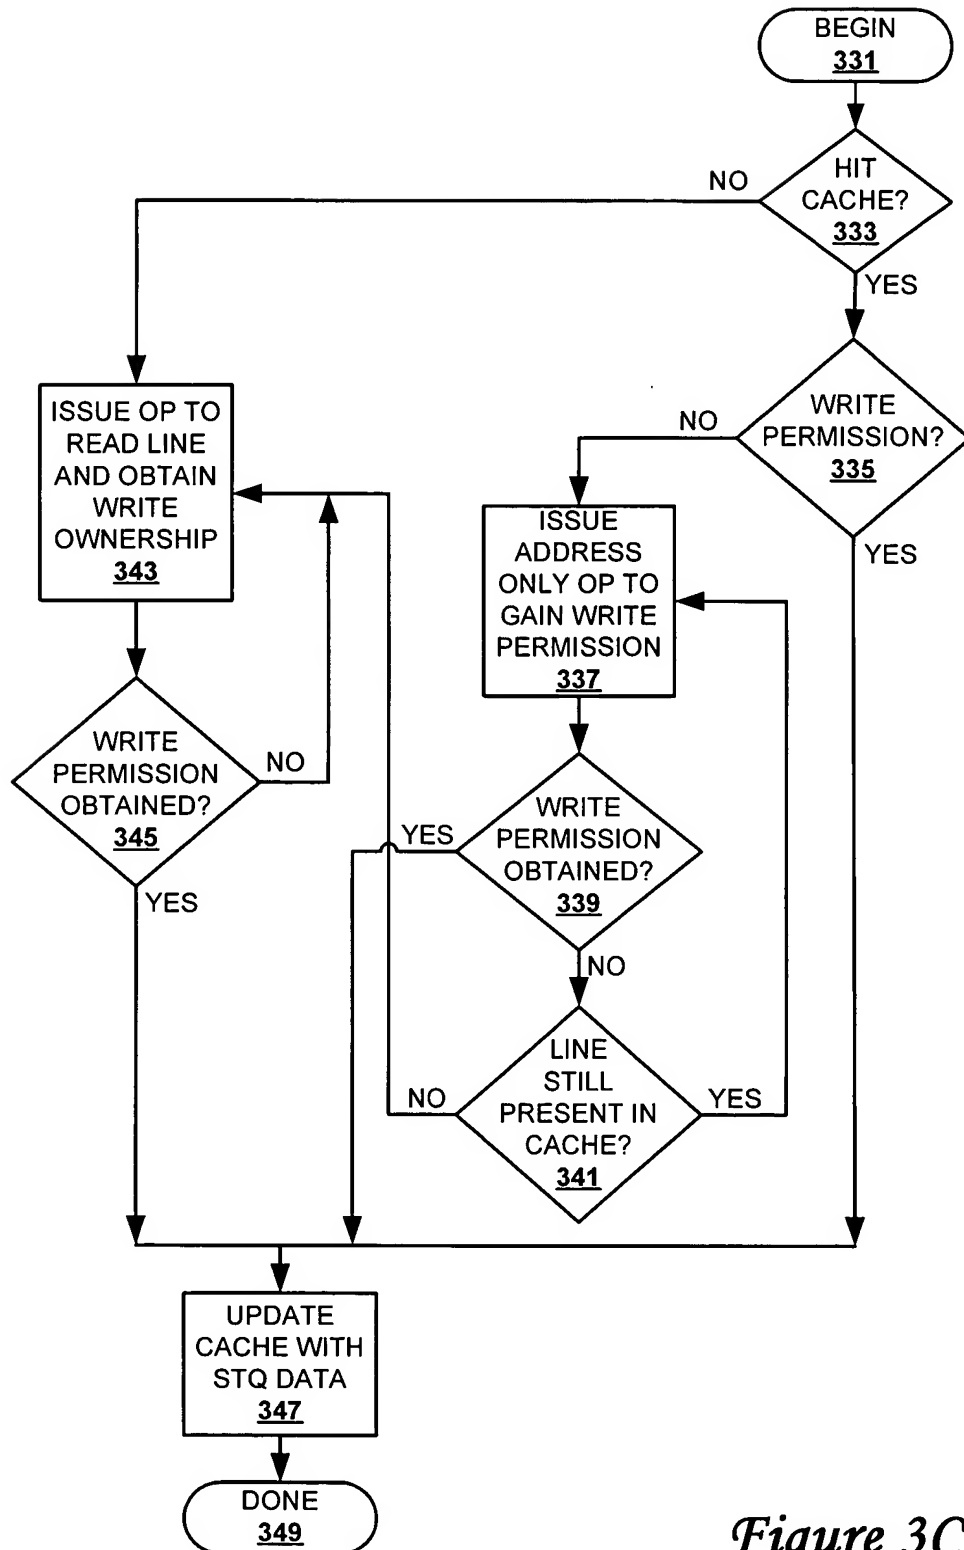 BEGIN
331
HIT
CACHE?
333
NO
YES
WRITE
PERMISSION?
335
NO
YES
ISSUE OP TO
READ LINE
AND OBTAIN
WRITE
OWNERSHIP
343
ISSUE
ADDRESS
ONLY OP TO
GAIN WRITE
PERMISSION
337
WRITE
PERMISSION
OBTAINED?
345
NO
YES
WRITE
PERMISSION
OBTAINED?
339
YES
NO
LINE
STILL
PRESENT IN
CACHE?
341
NO
YES
UPDATE
CACHE WITH
STQ DATA
347
DONE
349
Figure 3C